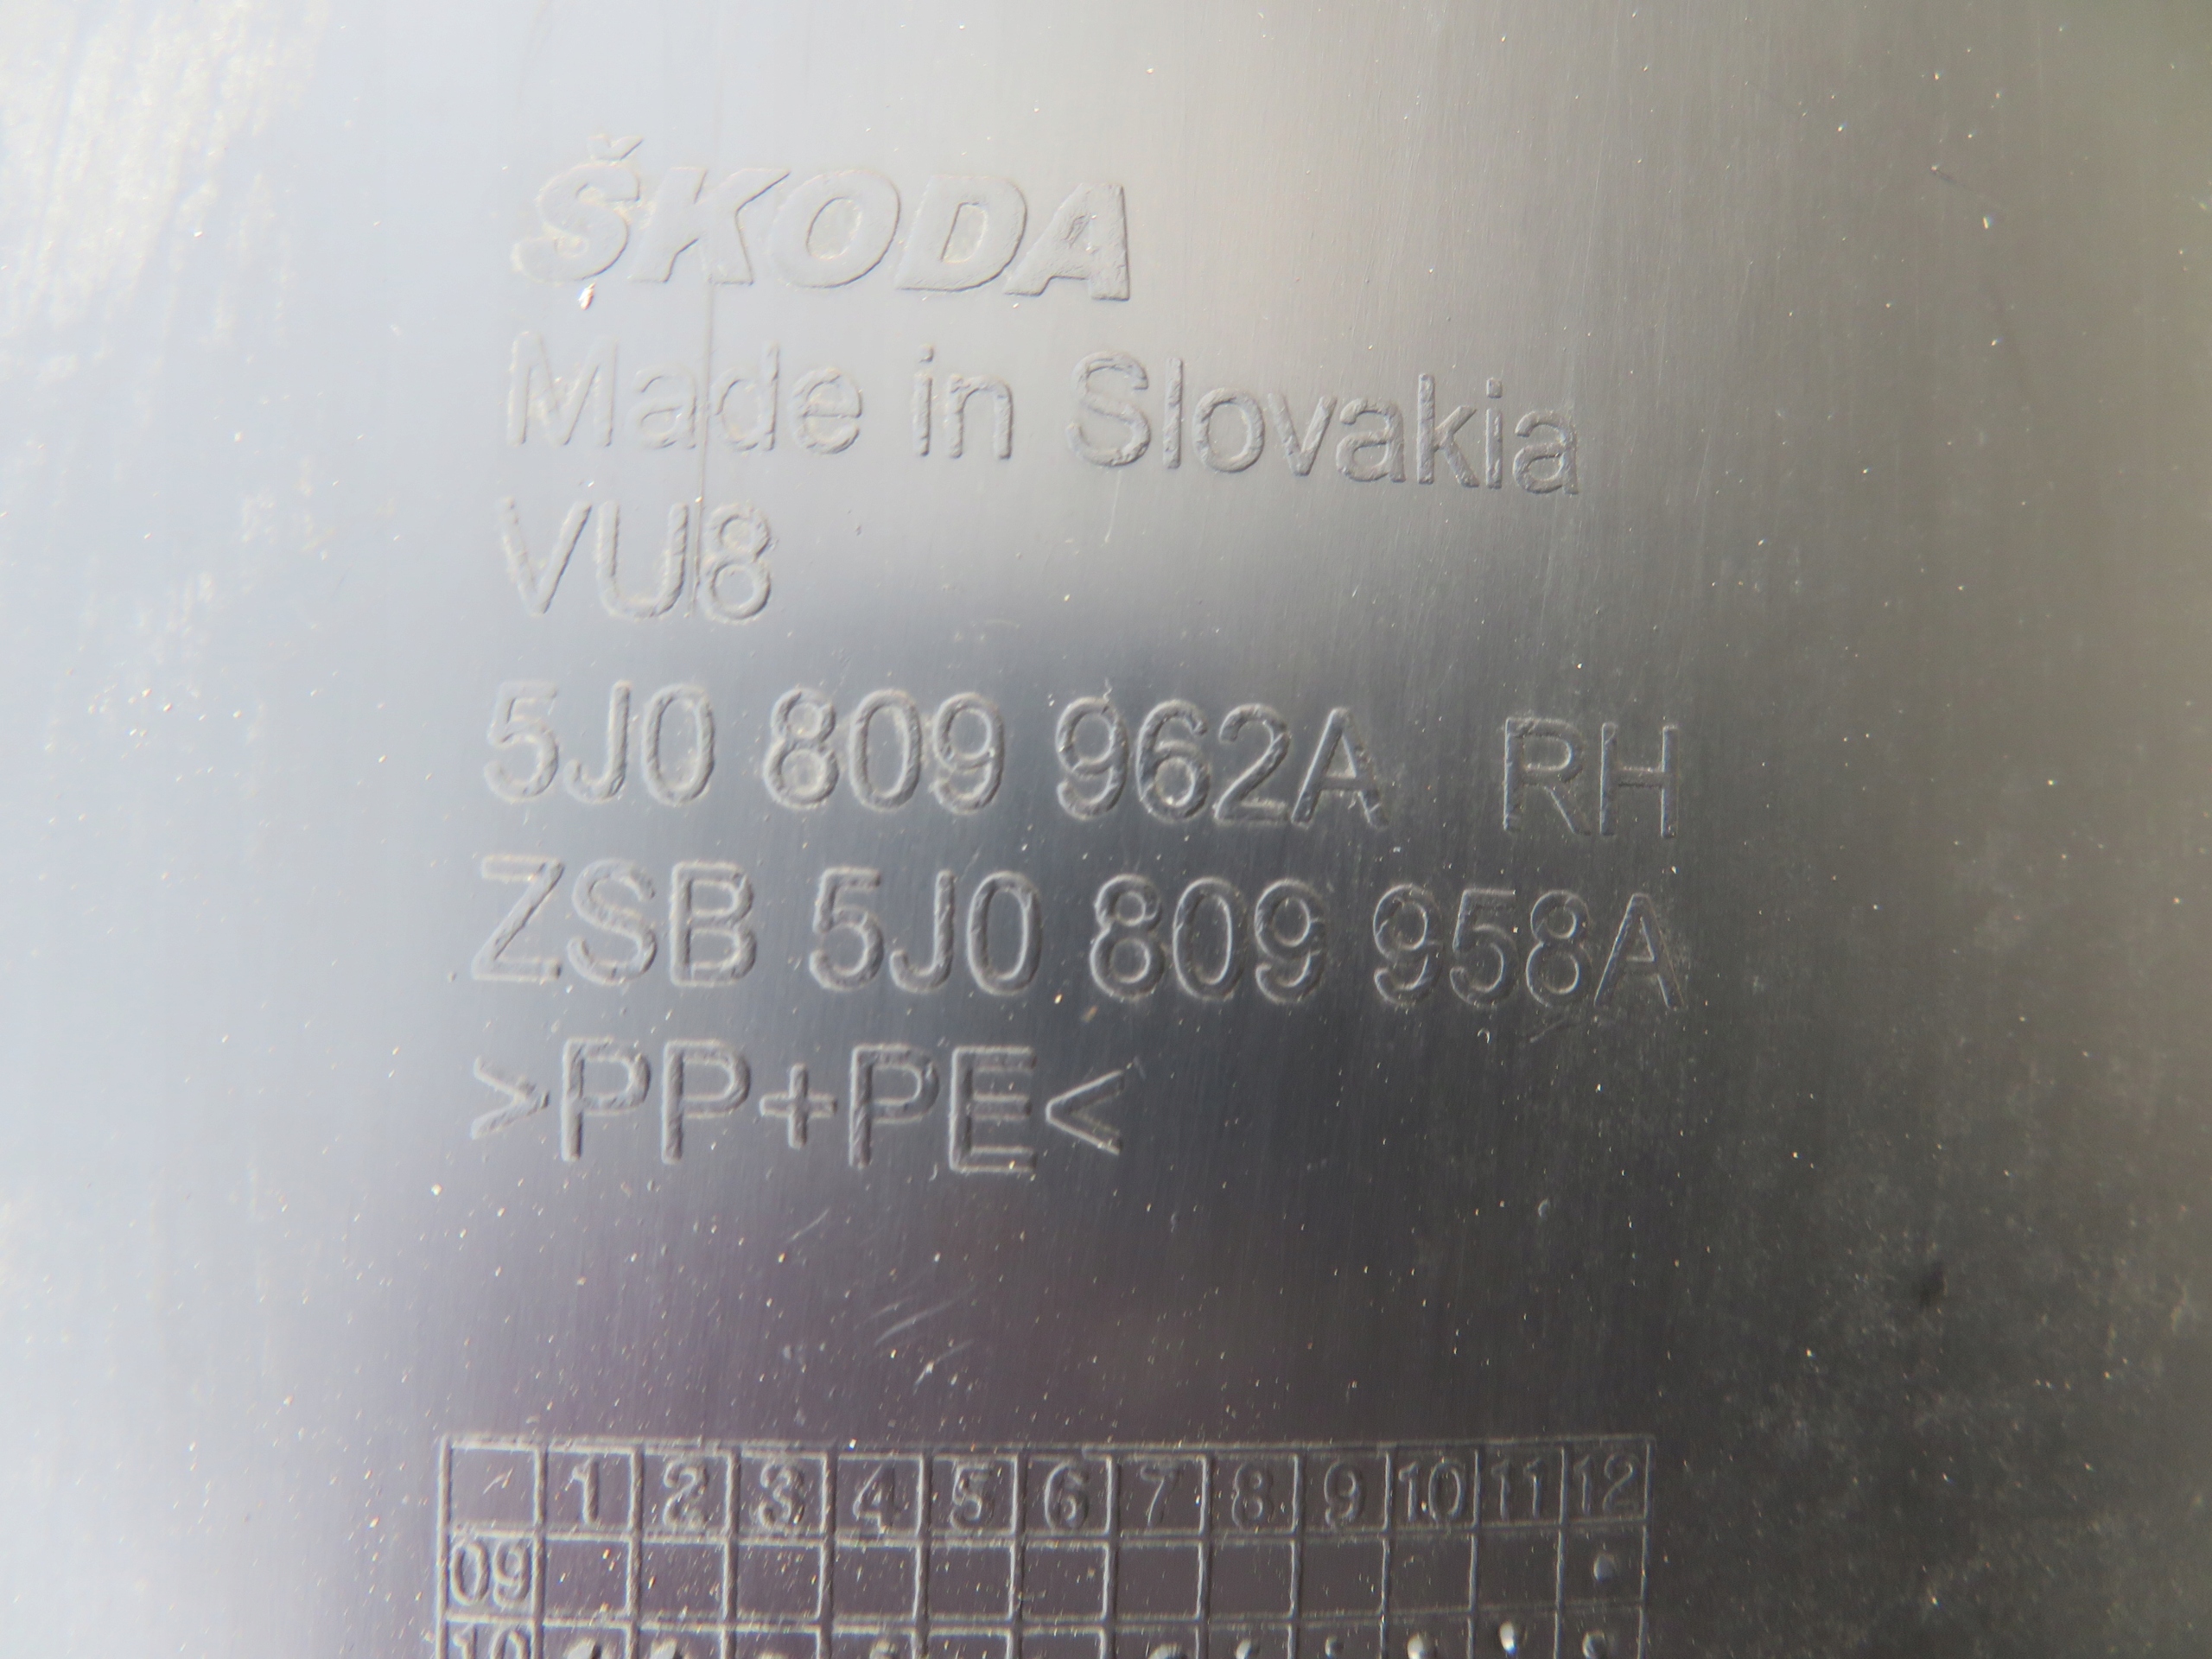 ŠKODA
Made in Slovakia
VU8
5J0 809 962A RH
ZSB 5J0 809 958A
>PP+PE<
1 2 3 4 5 6 7 8 9 10 11 12
09
10